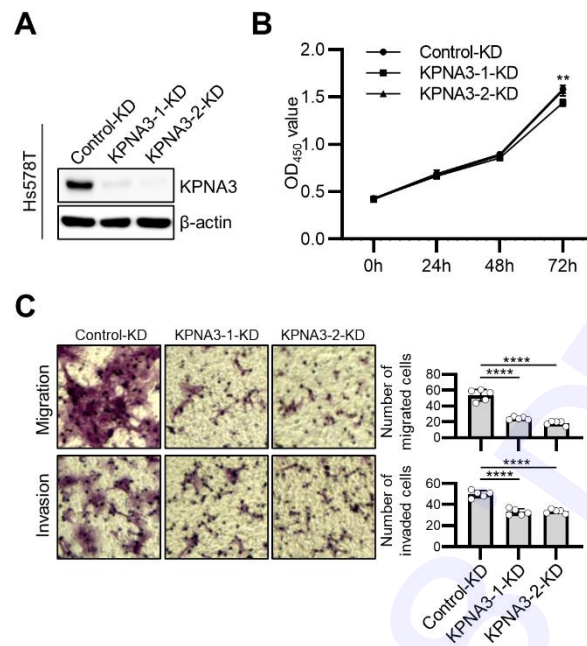 A
Control-KD
KPNA3-1-KD
KPNA3-2-KD
Hs578T
KPNA3
β-actin
B
Control-KD
KPNA3-1-KD
KPNA3-2-KD
**
OD450 value
2.0
1.5
1.0
0.5
0.0
0h 24h 48h 72h
C
Control-KD KPNA3-1-KD KPNA3-2-KD
Migration
Invasion
Number of
migrated cells
80
60
40
20
0
****
****
Number of
invaded cells
60
40
20
0
****
****
Control-KD
KPNA3-1-KD
KPNA3-2-KD